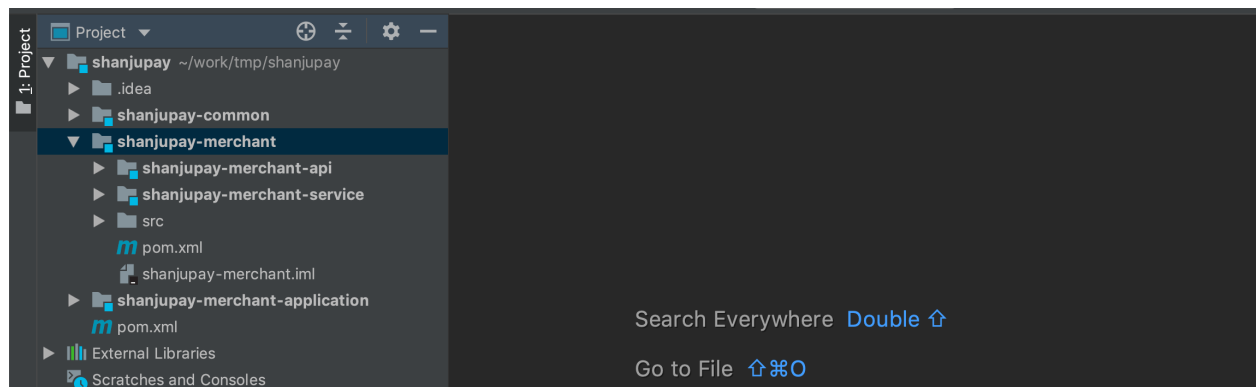 1: Project
Project
shanjupay ~/work/tmp/shanjupay
.idea
shanjupay-common
shanjupay-merchant
shanjupay-merchant-api
shanjupay-merchant-service
src
m pom.xml
shanjupay-merchant.iml
shanjupay-merchant-application
m pom.xml
External Libraries
Scratches and Consoles
Search Everywhere Double ⇧
Go to File ⇧⌘O